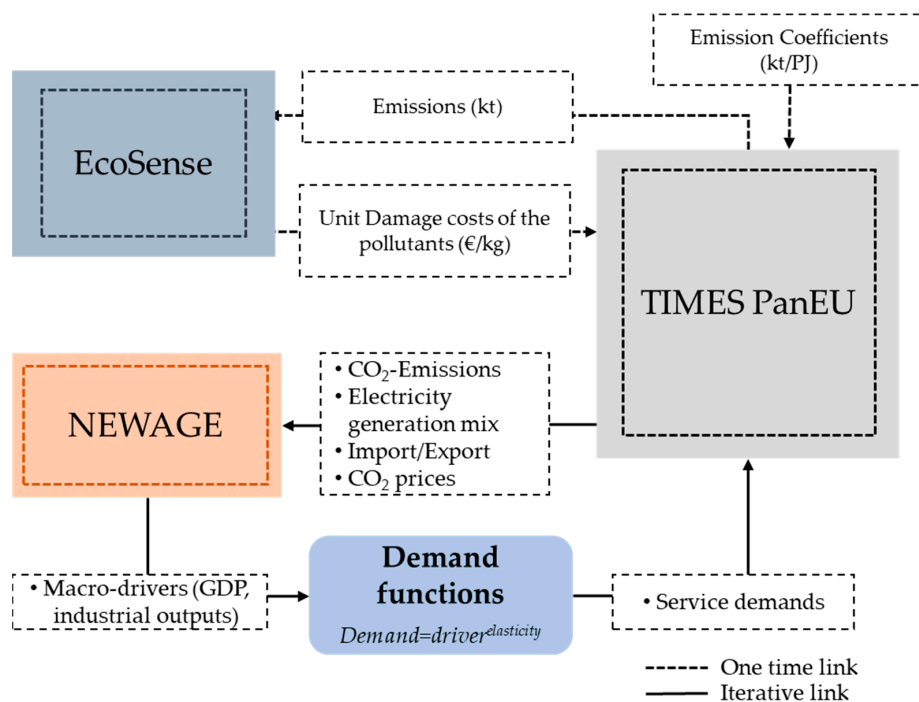 Emission Coefficients
(kt/PJ)
Emissions (kt)
EcoSense
Unit Damage costs of the
pollutants (€/kg)
TIMES PanEU
• CO₂-Emissions
• Electricity
generation mix
• Import/Export
• CO₂ prices
NEWAGE
Demand
functions
Demand=driver^elasticity
• Macro-drivers (GDP,
industrial outputs)
• Service demands
One time link
Iterative link